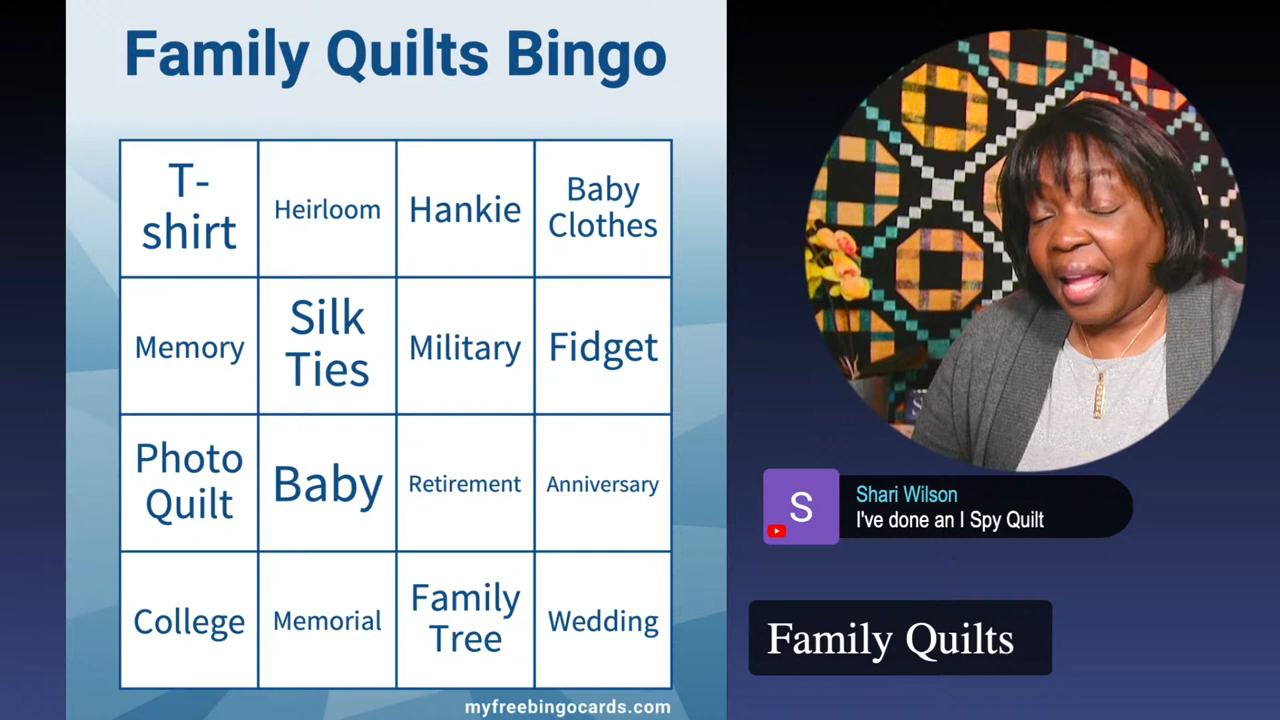 Family Quilts Bingo
T-
shirt
Heirloom
Hankie
Baby
Clothes
Memory
Silk
Ties
Military
Fidget
Photo
Quilt
Baby
Retirement
Anniversary
College
Memorial
Family
Tree
Wedding
myfreebingocards.com
S
Shari Wilson
I've done an I Spy Quilt
Family Quilts